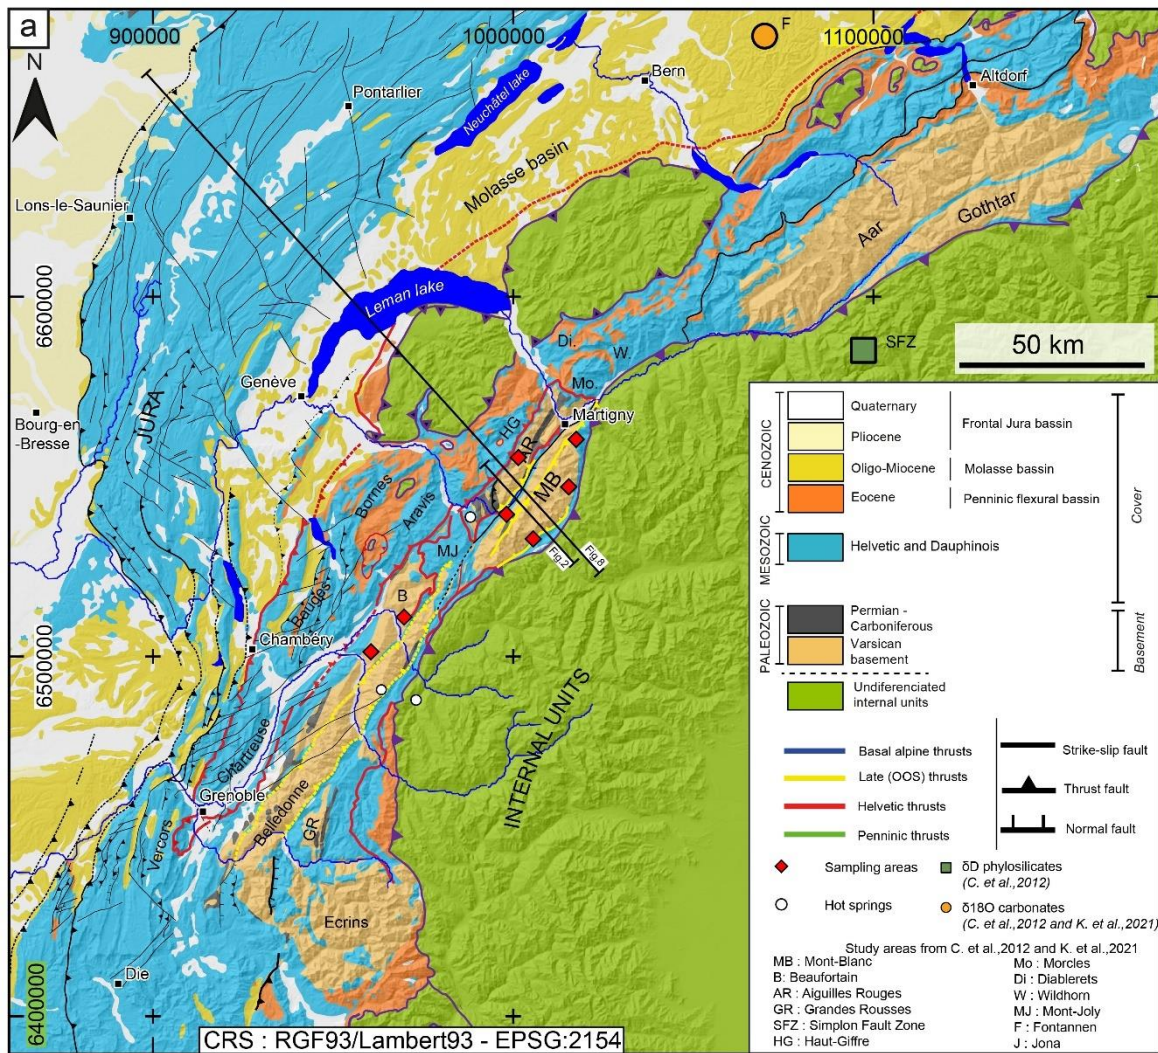 a
900000
1000000
1100000
F
N
Pontarlier
Neuchâtel lake
Bern
Altdorf
Molasse basin
Lons-le-Saunier
Gothtar
Aar
6600000
Leman lake
SFZ
50 km
Di.
W.
Genève
Mo.
Martigny
JURA
Bourg-en
-Bresse
HG
AR
MB
Bornes
Aravis
MJ
Fig.2
Fig.8
B
Bauges
Chambéry
6500000
INTERNAL UNITS
Chartreuse
Grenoble
Belledonne
GR
Vercors
Ecrins
Die
6400000
CRS : RGF93/Lambert93 - EPSG:2154
CENOZOIC
Quaternary
Pliocene
Frontal Jura bassin
Oligo-Miocene
Molasse bassin
Eocene
Penninic flexural bassin
Cover
MESOZOIC
Helvetic and Dauphinois
PALEOZOIC
Permian -
Carboniferous
Varsican
basement
Basement
Undiferenciated
internal units
Basal alpine thrusts
Strike-slip fault
Late (OOS) thrusts
Thrust fault
Helvetic thrusts
Normal fault
Penninic thrusts
Sampling areas
δD phylosilicates
(C. et al.,2012)
Hot springs
δ18O carbonates
(C. et al.,2012 and K. et al.,2021)
Study areas from C. et al.,2012 and K. et al.,2021
MB : Mont-Blanc
Mo : Morcles
B: Beaufortain
Di : Diablerets
AR : Aiguilles Rouges
W : Wildhorn
GR : Grandes Rousses
MJ : Mont-Joly
SFZ : Simplon Fault Zone
F : Fontannen
HG : Haut-Giffre
J : Jona